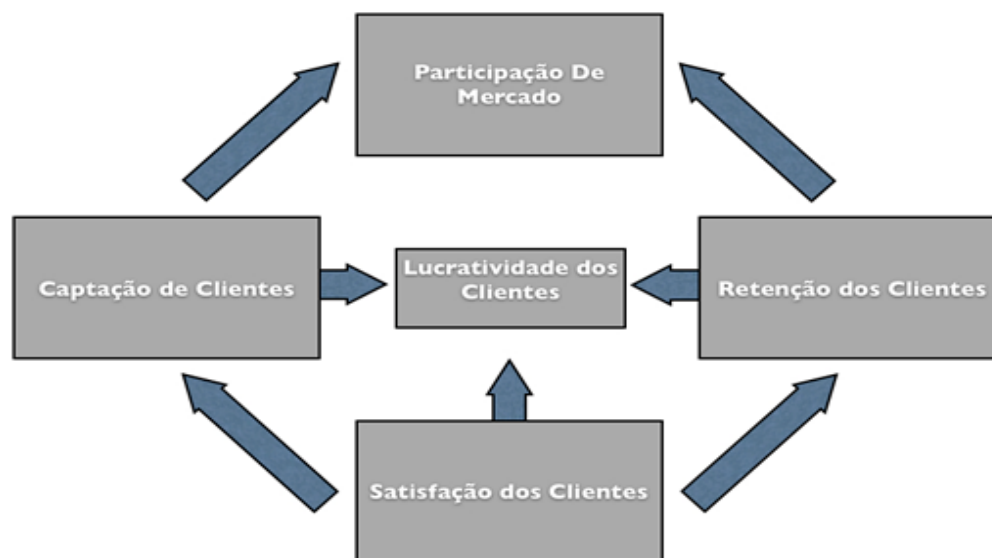 Participação De
Mercado
Captação de Clientes
Lucratividade dos
Clientes
Retenção dos Clientes
Satisfação dos Clientes